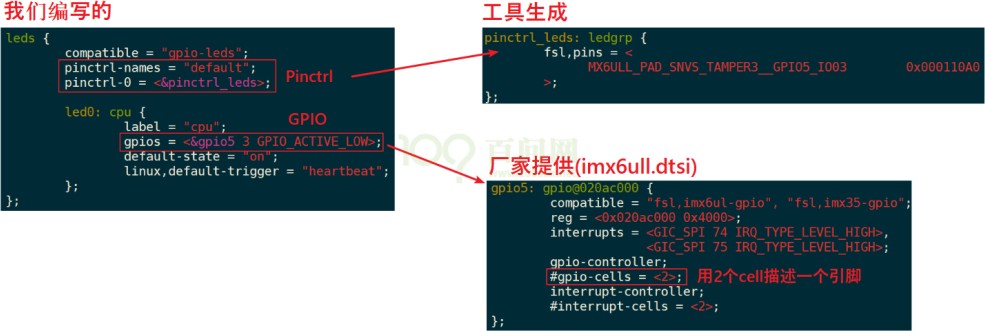 我们编写的
leds {
compatible = "gpio-leds";
pinctrl-names = "default";
pinctrl-0 = <&pinctrl_leds>;
Pinctrl
led0: cpu {
GPIO
label = "cpu";
gpios = <&gpio5 3 GPIO_ACTIVE_LOW>;
default-state = "on";
linux,default-trigger = "heartbeat";
};
};
工具生成
pinctrl_leds: ledgrp {
fsl,pins = <
MX6ULL_PAD_SNVS_TAMPER3__GPIO5_IO03 0x000110A0
>;
};
百问网
厂家提供(imx6ull.dtsi)
gpio5: gpio@020ac000 {
compatible = "fsl,imx6ul-gpio", "fsl,imx35-gpio";
reg = <0x020ac000 0x4000>;
interrupts = <GIC_SPI 74 IRQ_TYPE_LEVEL_HIGH>,
<GIC_SPI 75 IRQ_TYPE_LEVEL_HIGH>;
gpio-controller;
#gpio-cells = <2>; 用2个cell描述一个引脚
interrupt-controller;
#interrupt-cells = <2>;
};